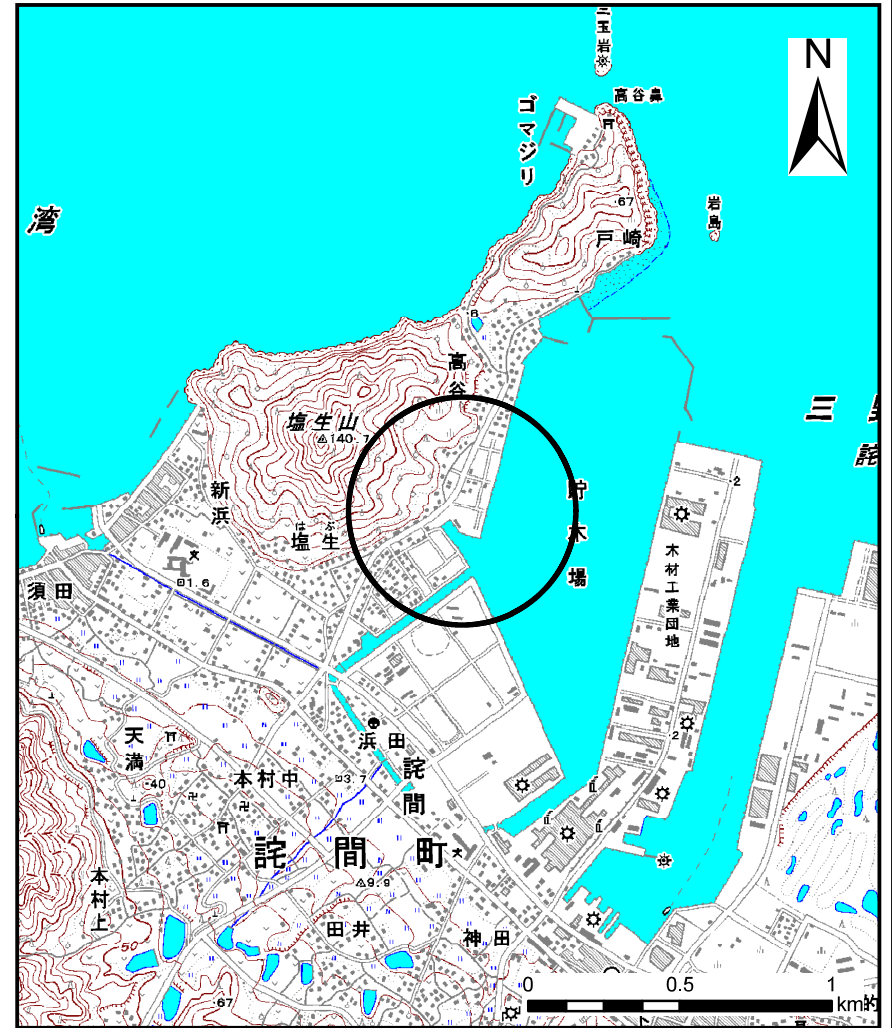 三玉岩
高谷鼻
N
ゴマジリ
岩島
湾
・67
戸崎
6
高谷
三
詫
塩生山
140.7
新浜
はぶ
塩生
貯木場
2
木材工業団地
須田
1.6
天満
浜田
詫間
2
40
本村中
3.7
詫間町
9.9
本村上
田井
神田
50
・67
0 0.5 1
km